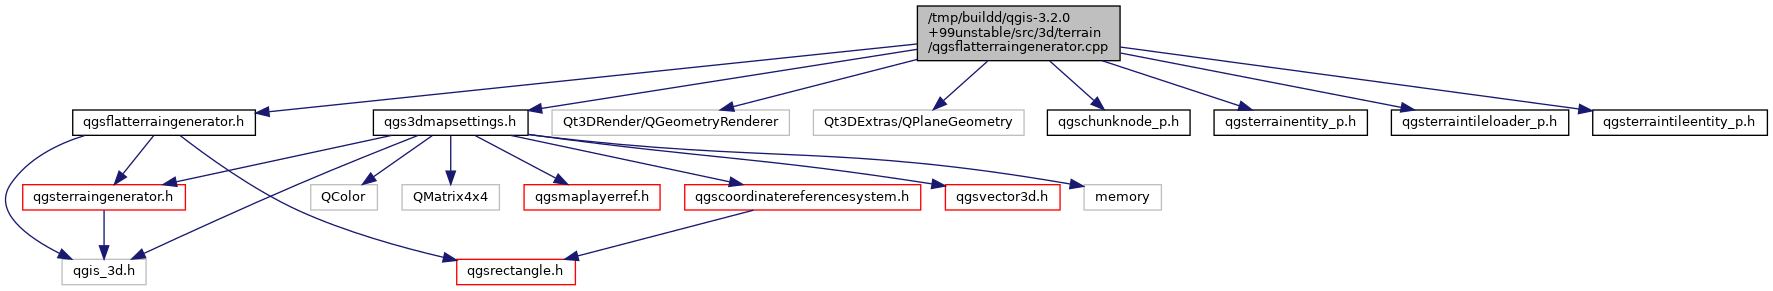 /tmp/buildd/qgis-3.2.0
+99unstable/src/3d/terrain
/qgsflatterraingenerator.cpp
qgsflatterraingenerator.h
qgs3dmapsettings.h
Qt3DRender/QGeometryRenderer
Qt3DExtras/QPlaneGeometry
qgschunknode_p.h
qgsterrainentity_p.h
qgsterraintileloader_p.h
qgsterraintileentity_p.h
qgsterraingenerator.h
QColor
QMatrix4x4
qgsmaplayerref.h
qgscoordinatereferencesystem.h
qgsvector3d.h
memory
qgis_3d.h
qgsrectangle.h